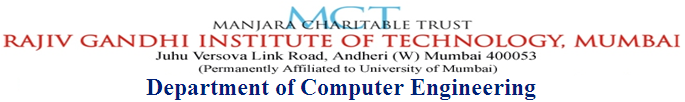 MCT
MANJARA CHARITABLE TRUST
RAJIV GANDHI INSTITUTE OF TECHNOLOGY, MUMBAI
Juhu Versova Link Road, Andheri (W) Mumbai 400053
(Permanently Affiliated to University of Mumbai)
Department of Computer Engineering